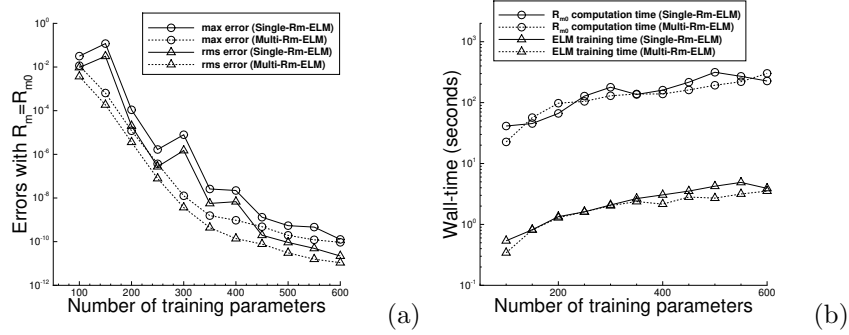 max error (Single-Rm-ELM)
max error (Multi-Rm-ELM)
rms error (Single-Rm-ELM)
rms error (Multi-Rm-ELM)
Errors with R_m=R_m0
10^0
10^-2
10^-4
10^-6
10^-8
10^-10
10^-12
100 200 300 400 500 600
Number of training parameters
(a)
R_m0 computation time (Single-Rm-ELM)
R_m0 computation time (Multi-Rm-ELM)
ELM training time (Single-Rm-ELM)
ELM training time (Multi-Rm-ELM)
Wall-time (seconds)
10^3
10^2
10^1
10^0
10^-1
200 400 600
Number of training parameters
(b)